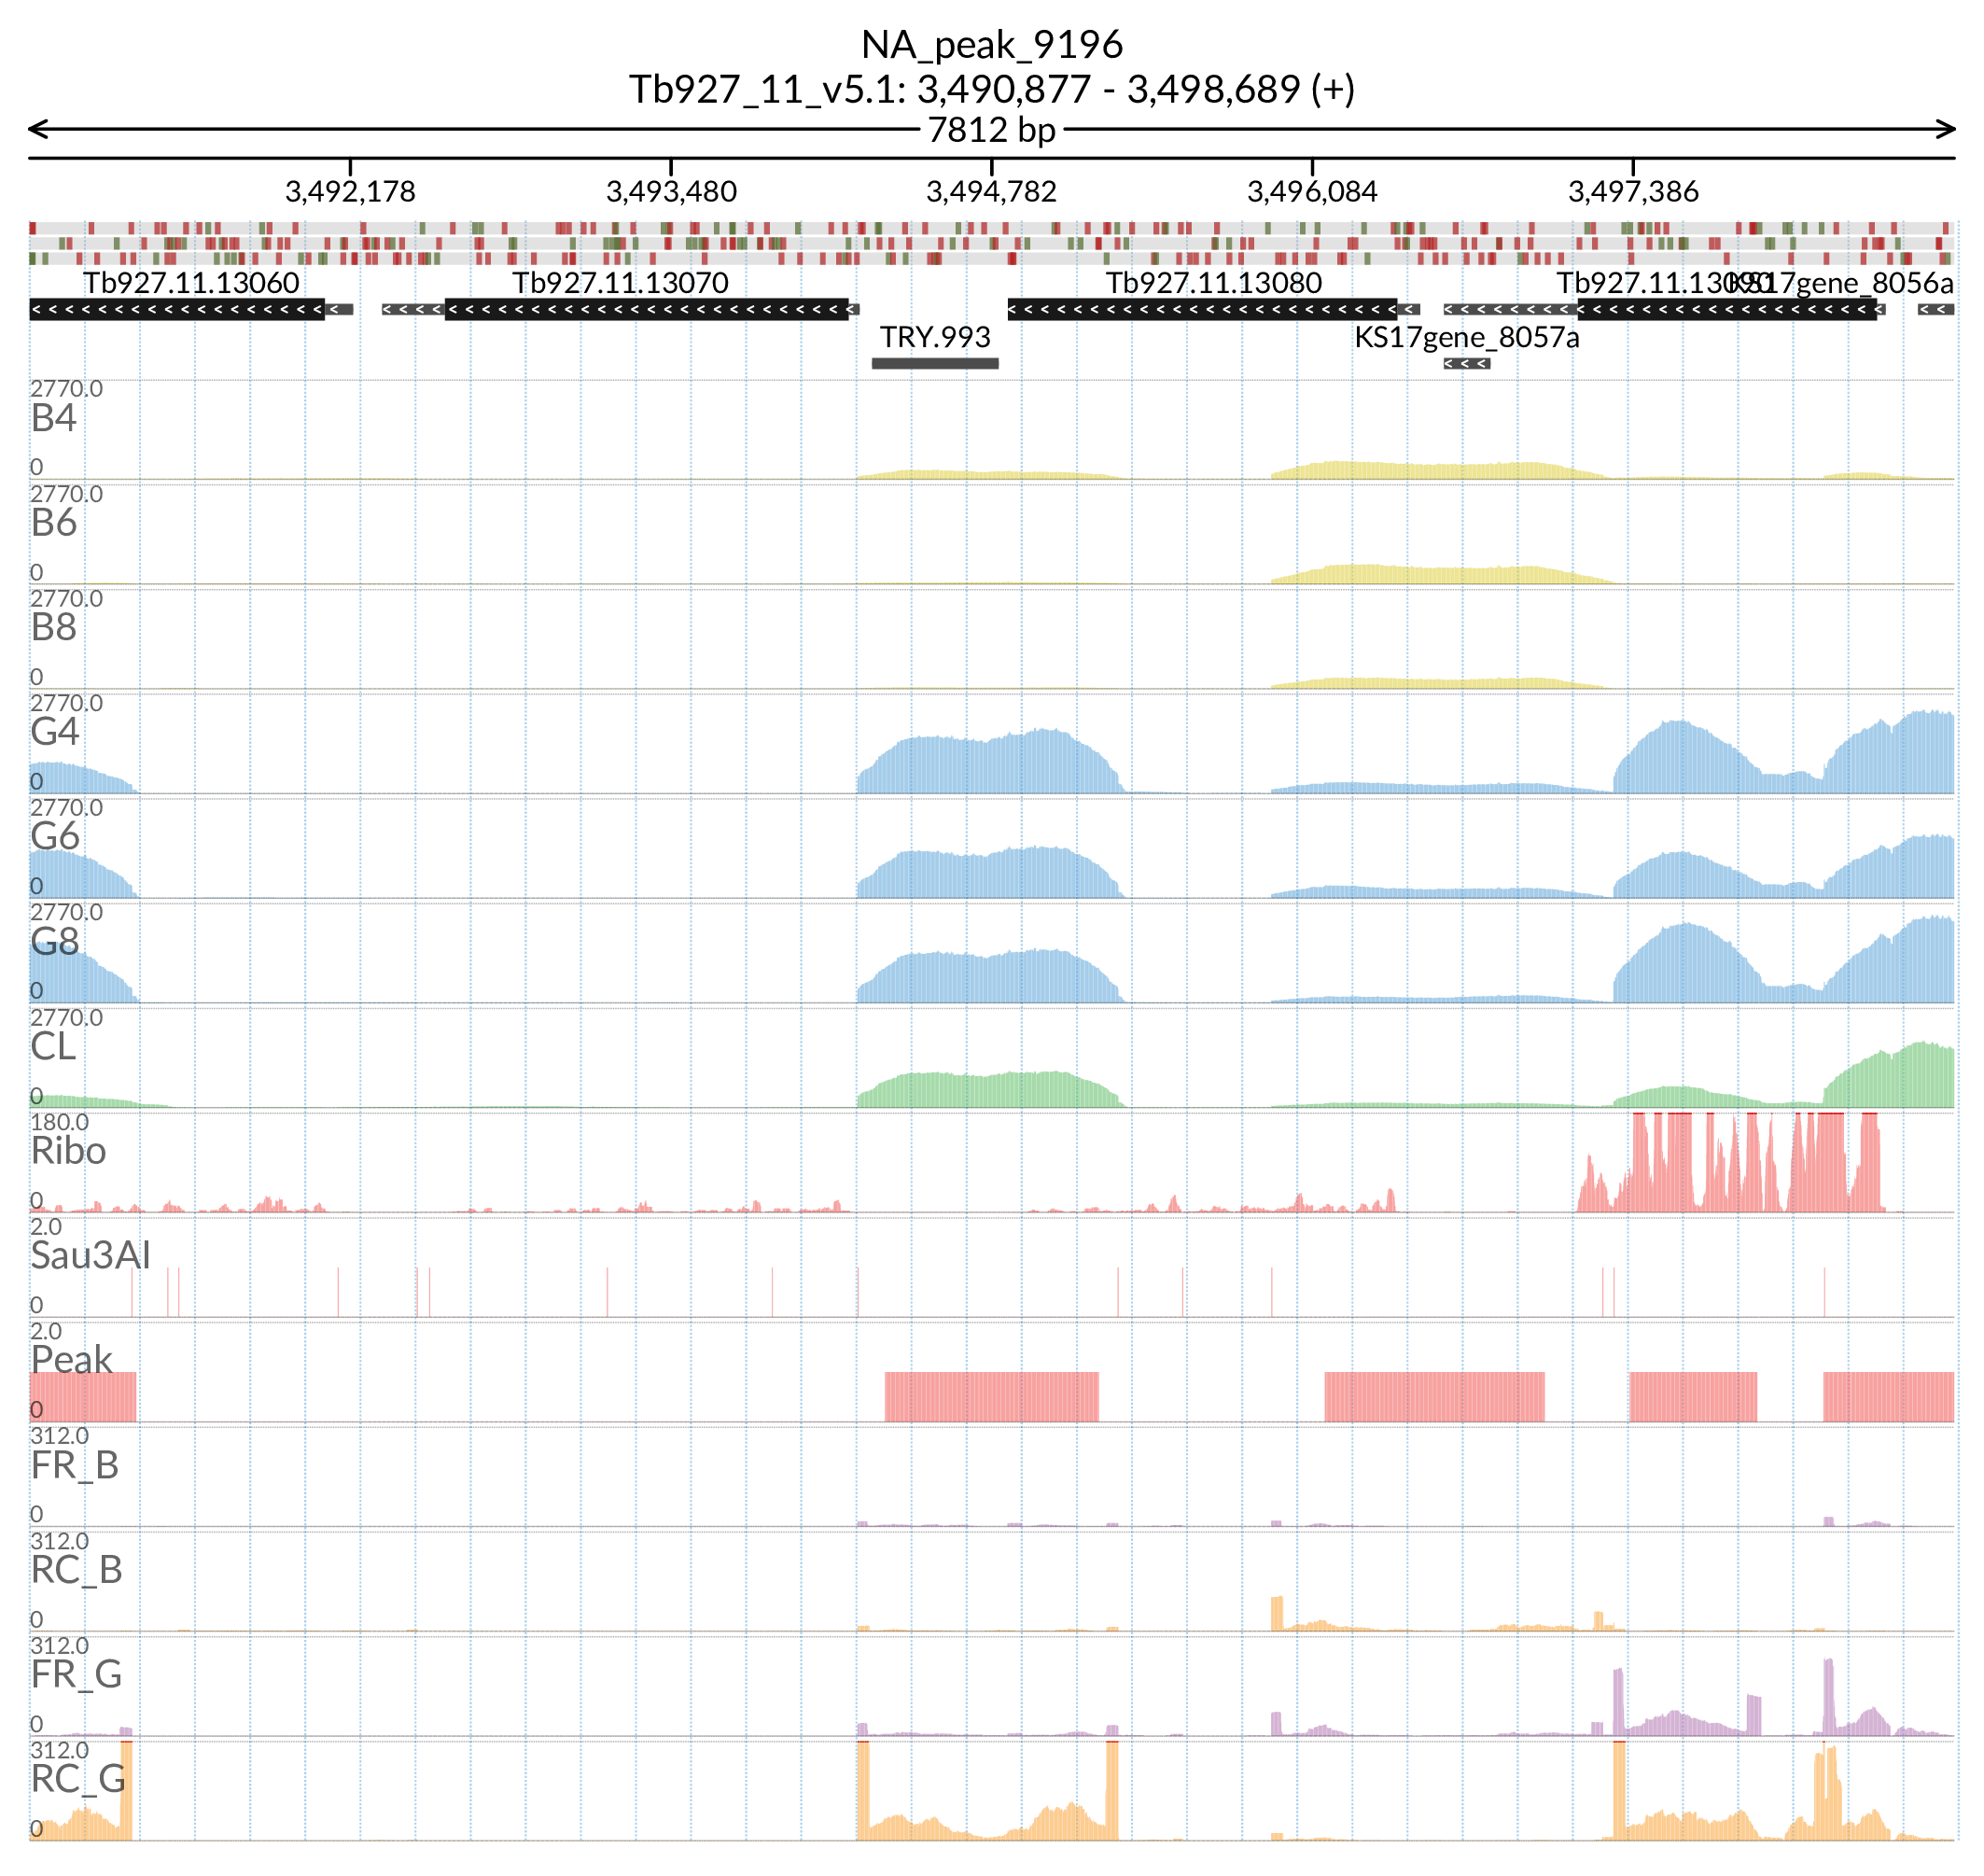 NA_peak_9196
Tb927_11_v5.1: 3,490,877 - 3,498,689 (+)
7812 bp
3,492,178 3,493,480 3,494,782 3,496,084 3,497,386
Tb927.11.13060 Tb927.11.13070 Tb927.11.13080 Tb927.11.13090 KS17gene_8056a
TRY.993 KS17gene_8057a
2770.0
B4
0
2770.0
B6
0
2770.0
B8
0
2770.0
G4
0
2770.0
G6
0
2770.0
G8
0
2770.0
CL
0
180.0
Ribo
0
2.0
Sau3AI
0
2.0
Peak
0
312.0
FR_B
0
312.0
RC_B
0
312.0
FR_G
0
312.0
RC_G
0